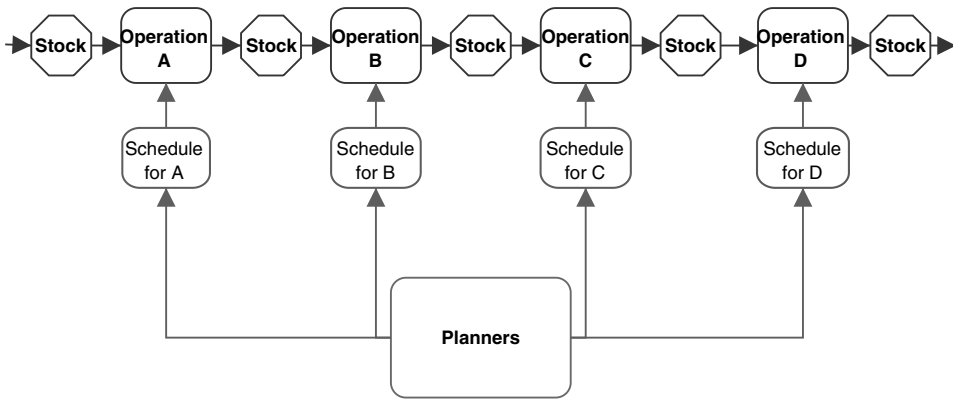 Stock
Operation
A
Stock
Operation
B
Stock
Operation
C
Stock
Operation
D
Stock
Schedule
for A
Schedule
for B
Schedule
for C
Schedule
for D
Planners